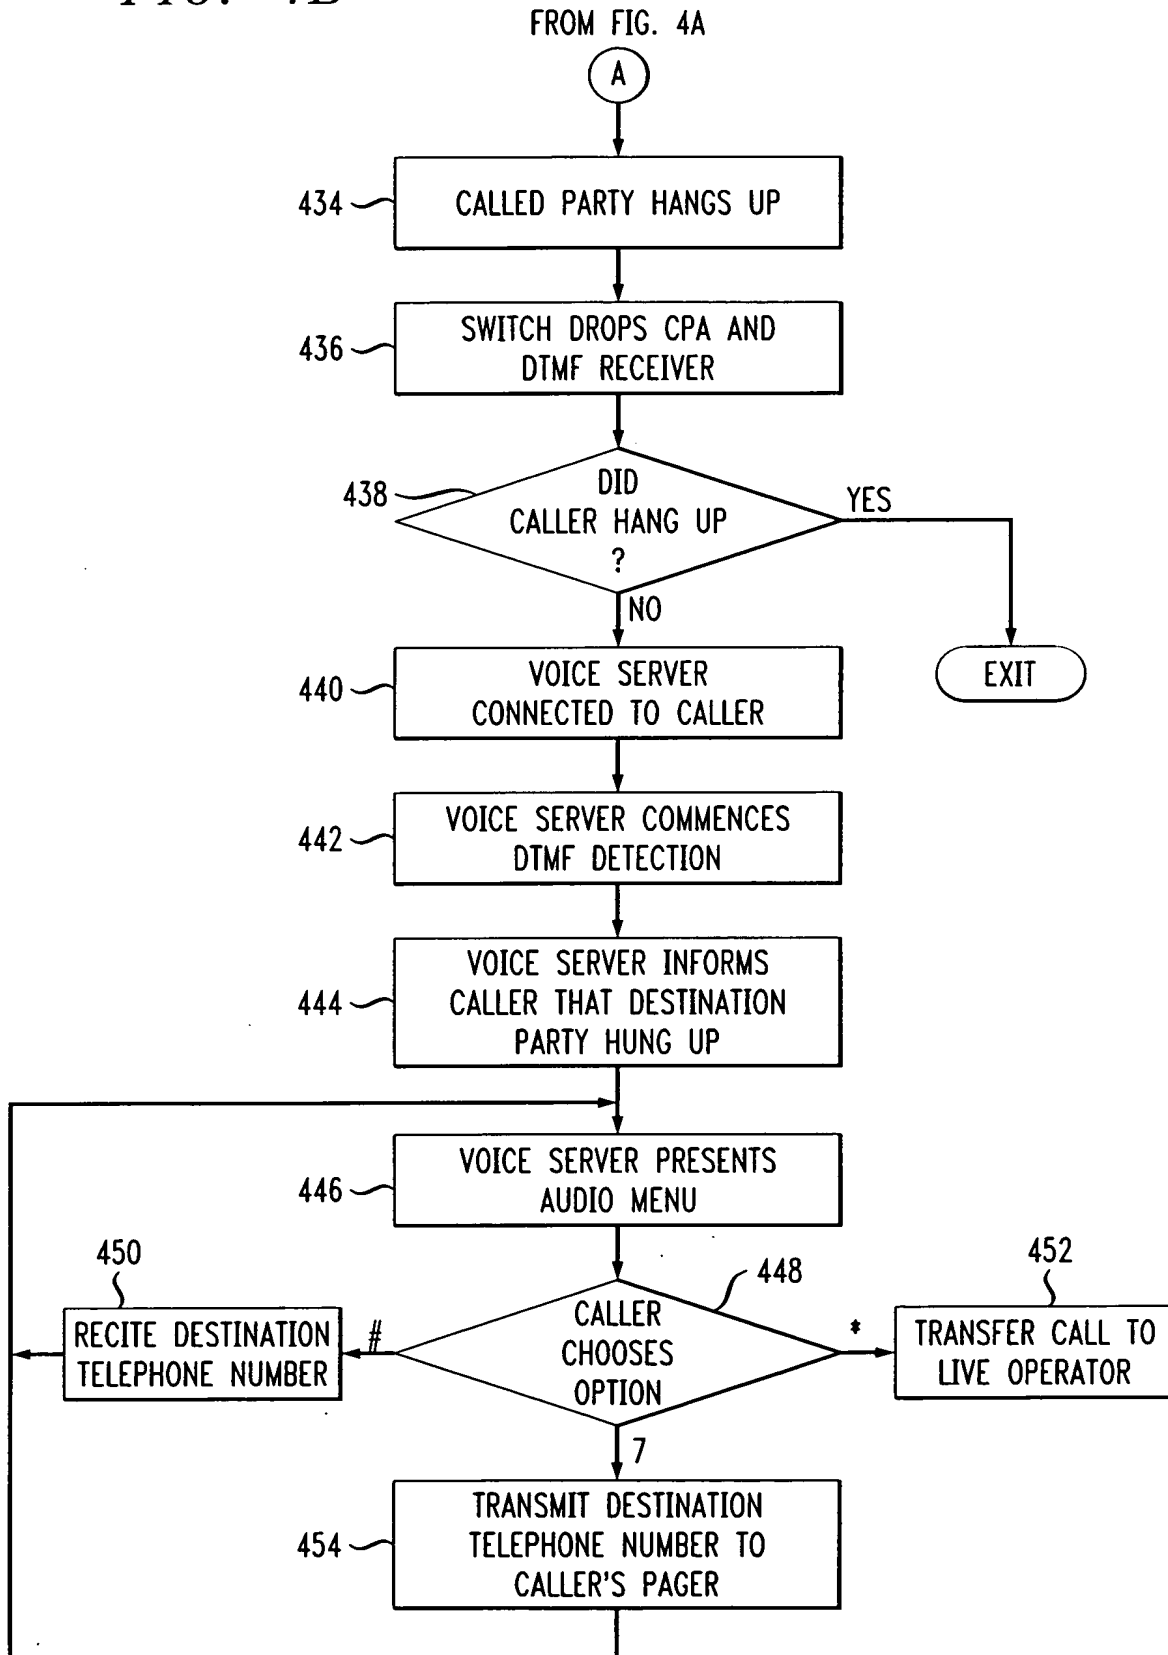 FIG. 4B
FROM FIG. 4A
A
434
CALLED PARTY HANGS UP
436
SWITCH DROPS CPA AND
DTMF RECEIVER
438
DID
CALLER HANG UP
?
YES
NO
EXIT
440
VOICE SERVER
CONNECTED TO CALLER
442
VOICE SERVER COMMENCES
DTMF DETECTION
444
VOICE SERVER INFORMS
CALLER THAT DESTINATION
PARTY HUNG UP
446
VOICE SERVER PRESENTS
AUDIO MENU
450
RECITE DESTINATION
TELEPHONE NUMBER
#
448
CALLER
CHOOSES
OPTION
*
452
TRANSFER CALL TO
LIVE OPERATOR
7
454
TRANSMIT DESTINATION
TELEPHONE NUMBER TO
CALLER'S PAGER